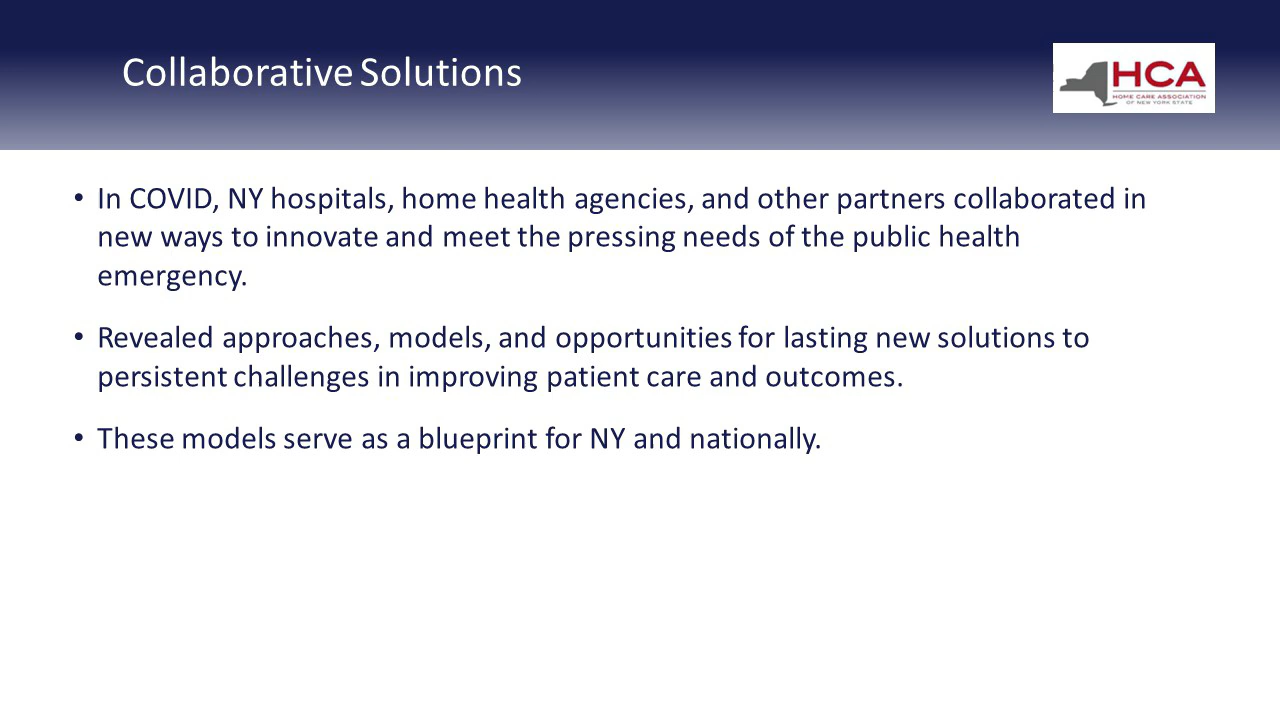 Collaborative Solutions
HCA
HOME CARE ASSOCIATION
OF NEW YORK STATE
• In COVID, NY hospitals, home health agencies, and other partners collaborated in
new ways to innovate and meet the pressing needs of the public health
emergency.
• Revealed approaches, models, and opportunities for lasting new solutions to
persistent challenges in improving patient care and outcomes.
• These models serve as a blueprint for NY and nationally.